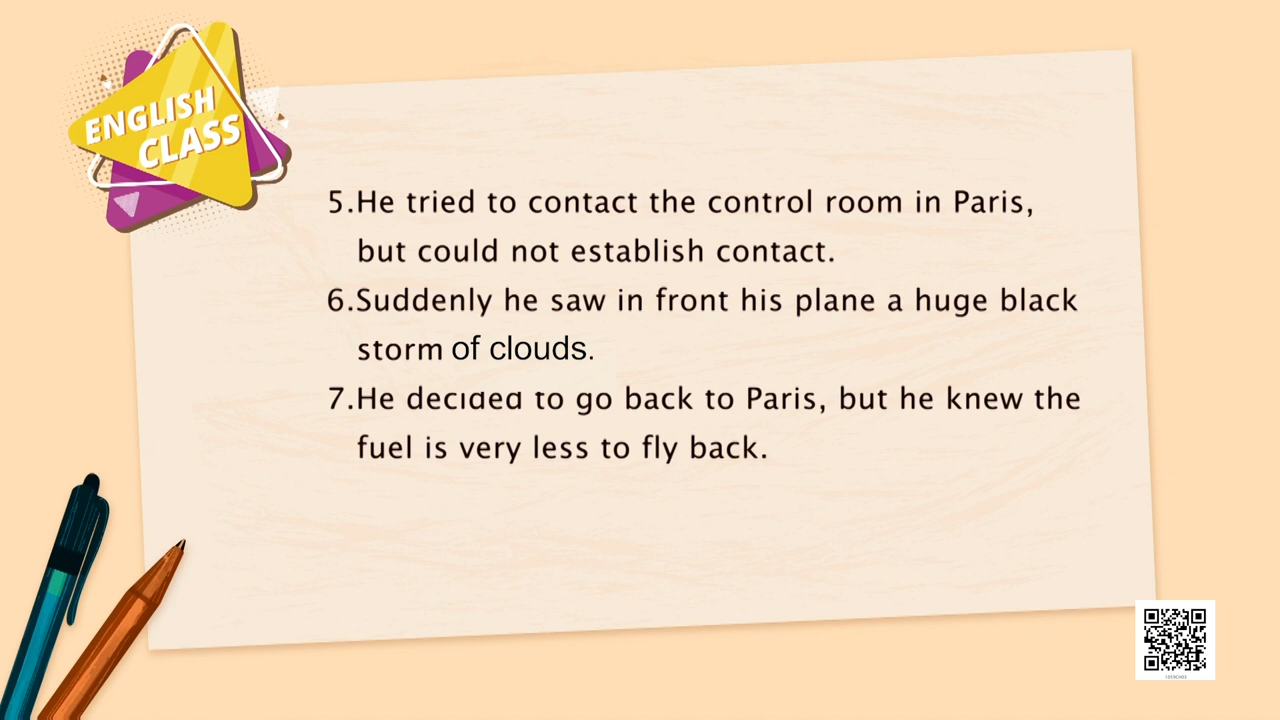 ENGLISH
CLASS
5.He tried to contact the control room in Paris,
but could not establish contact.
6.Suddenly he saw in front his plane a huge black
storm of clouds.
7.He decided to go back to Paris, but he knew the
fuel is very less to fly back.